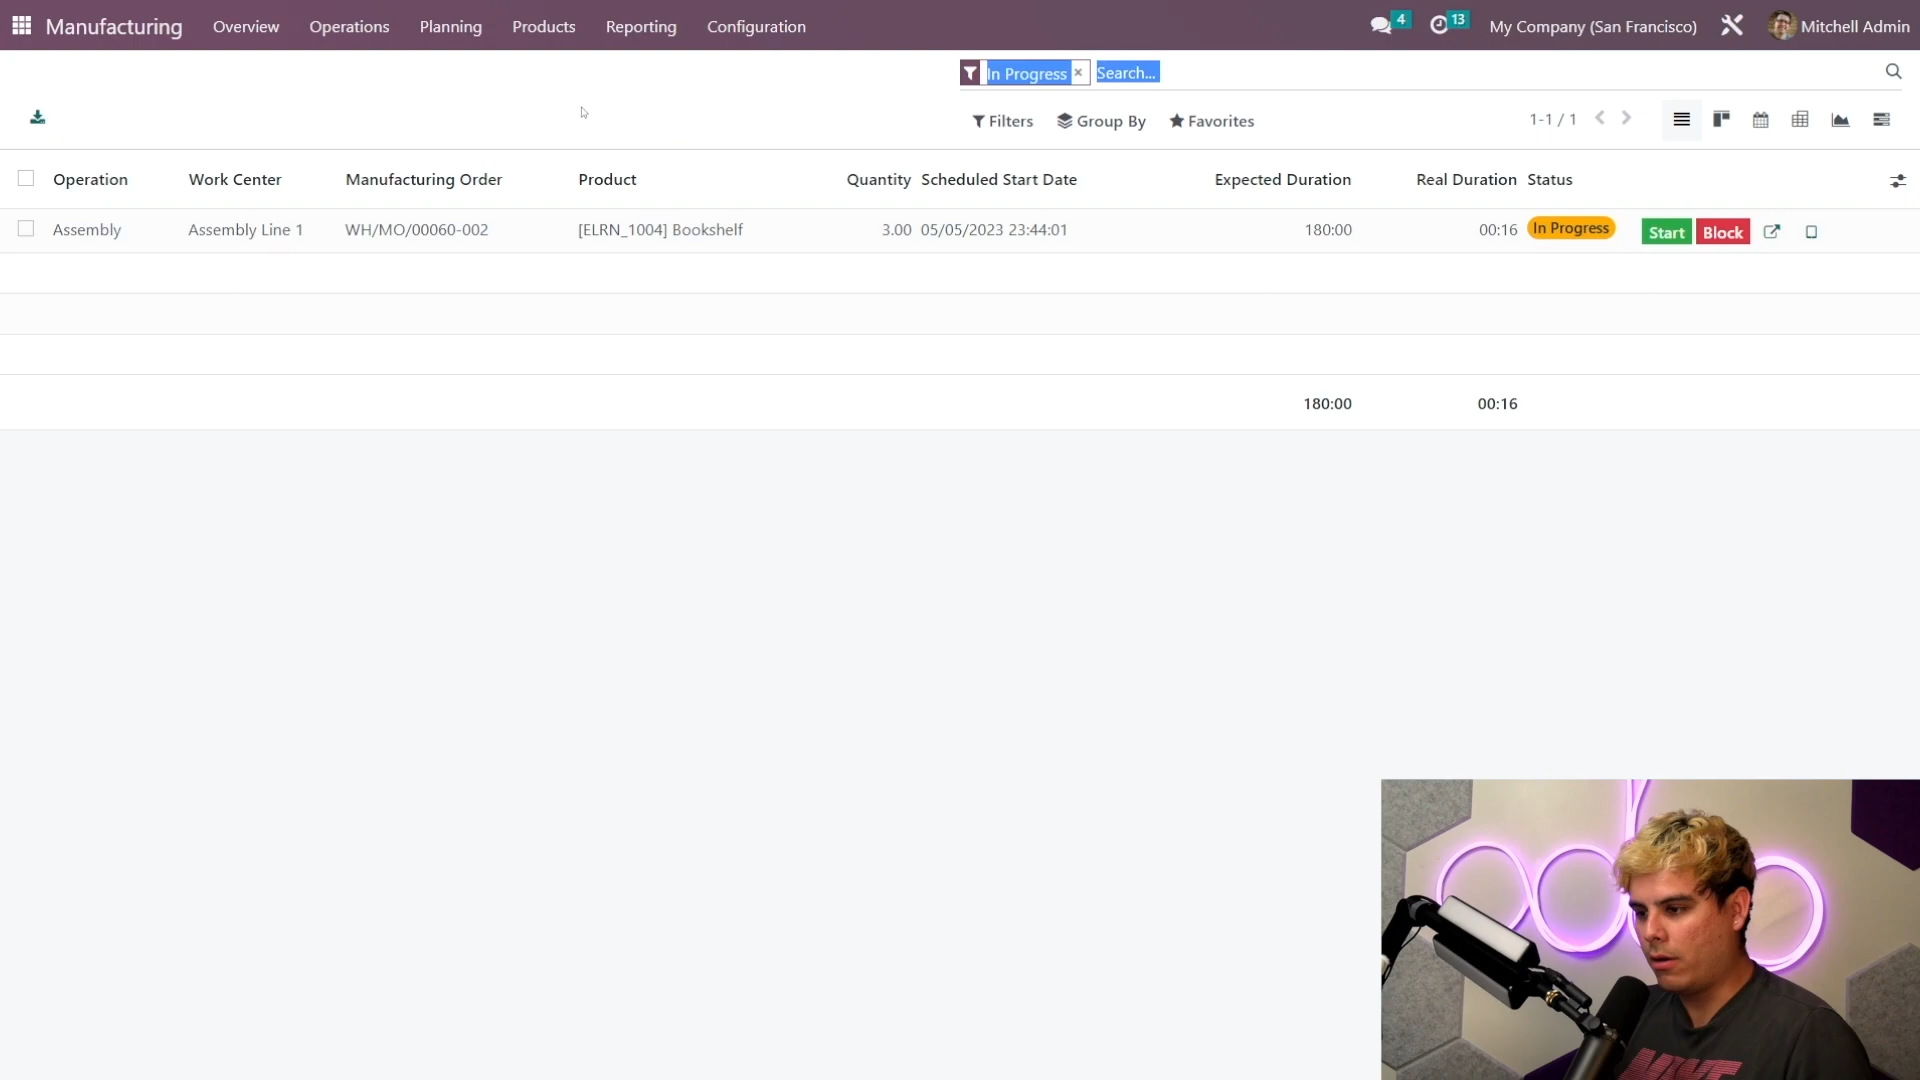 Manufacturing Overview Operations Planning Products Reporting Configuration 4 13 My Company (San Francisco) Mitchell Admin
In Progress × Search...
Filters Group By Favorites 1-1 / 1
Operation Work Center Manufacturing Order Product Quantity Scheduled Start Date Expected Duration Real Duration Status
Assembly Assembly Line 1 WH/MO/00060-002 [ELRN_1004] Bookshelf 3.00 05/05/2023 23:44:01 180:00 00:16 In Progress Start Block
180:00 00:16
odo